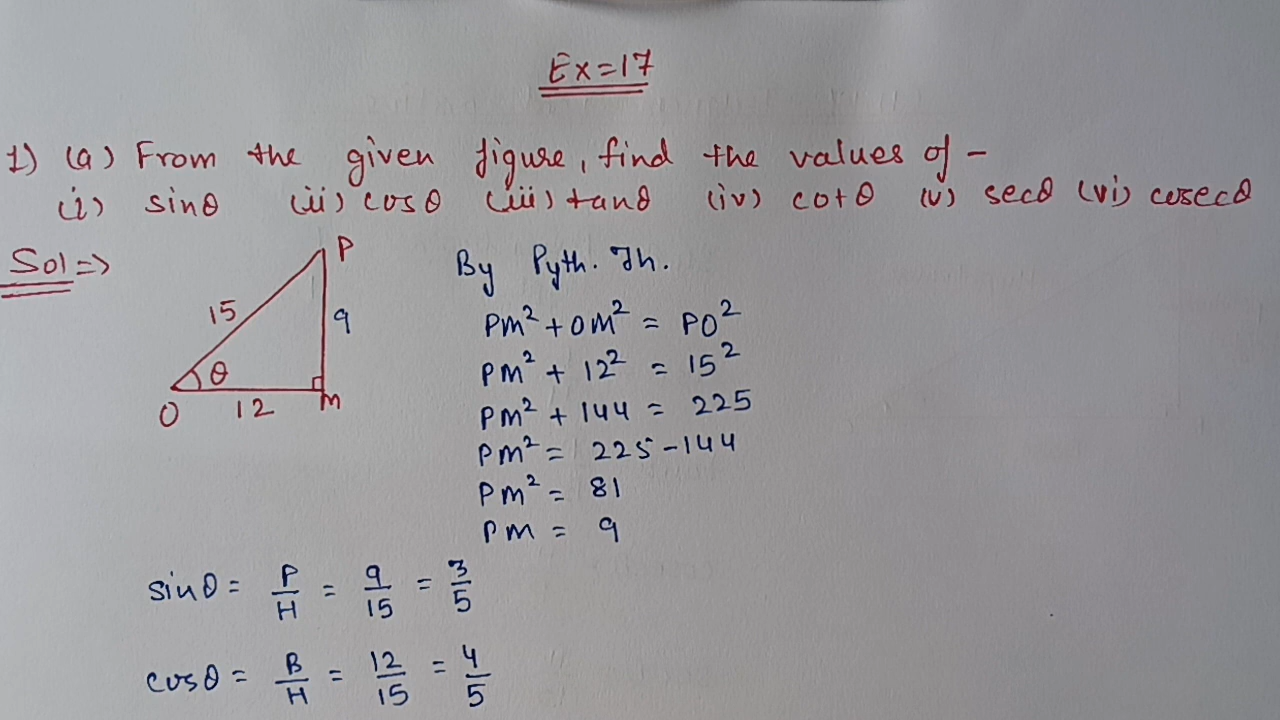 Ex=17
1) (a) From the given figure, find the values of -
(i) sinθ (ii) cosθ (iii) tanθ (iv) cotθ (v) secθ (vi) cosecθ
Sol=>
P
15
9
θ
O 12 M
By Pyth. Th.
PM² + OM² = PO²
PM² + 12² = 15²
PM² + 144 = 225
PM² = 225-144
PM² = 81
PM = 9
sinθ = P/H = 9/15 = 3/5
cosθ = B/H = 12/15 = 4/5